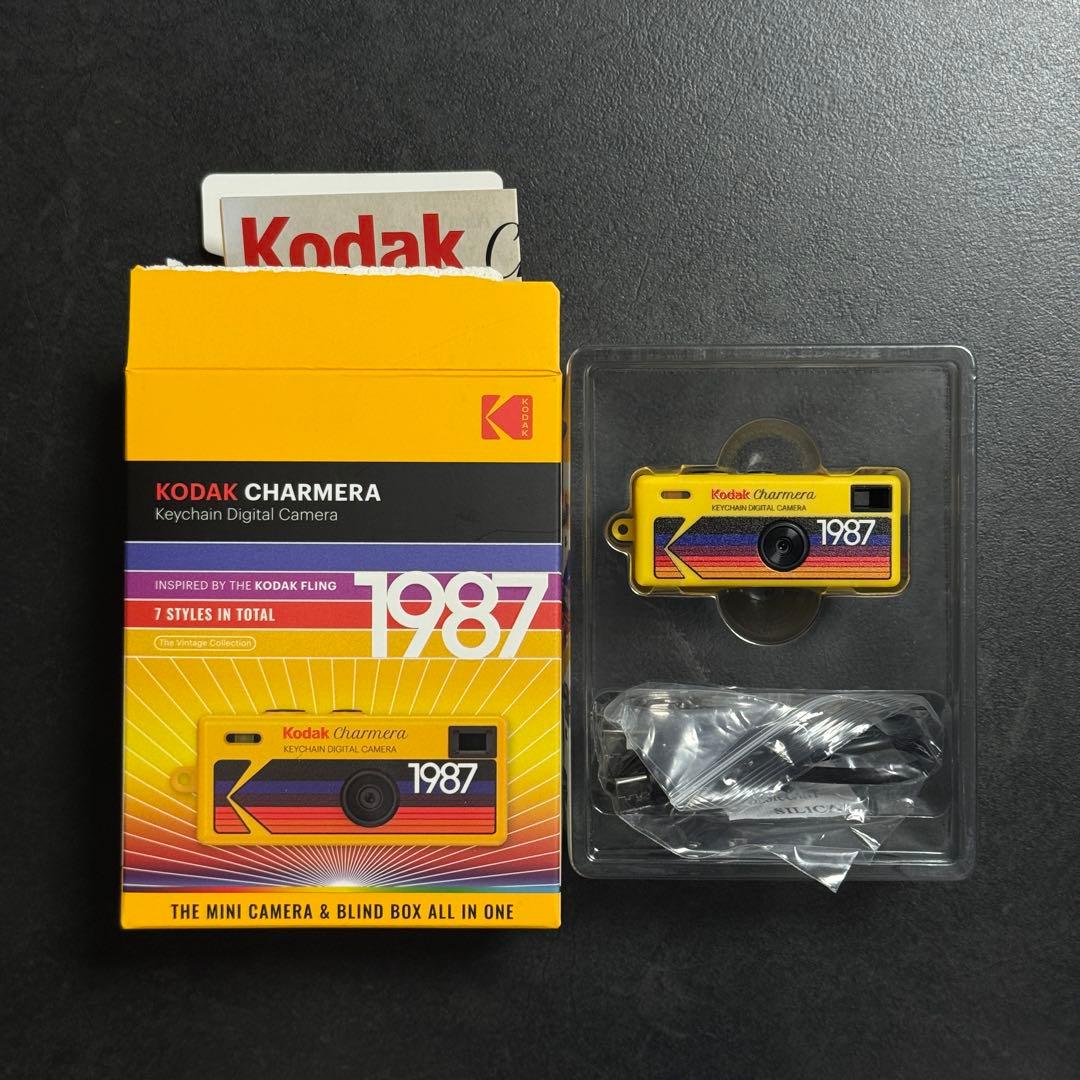 Kodak C
KODAK
KODAK CHARMERA
Keychain Digital Camera
INSPIRED BY THE KODAK FLING
1987
7 STYLES IN TOTAL
The Vintage Collection
Kodak Charmera
KEYCHAIN DIGITAL CAMERA
1987
THE MINI CAMERA & BLIND BOX ALL IN ONE
Kodak Charmera
KEYCHAIN DIGITAL CAMERA
1987
SILICA